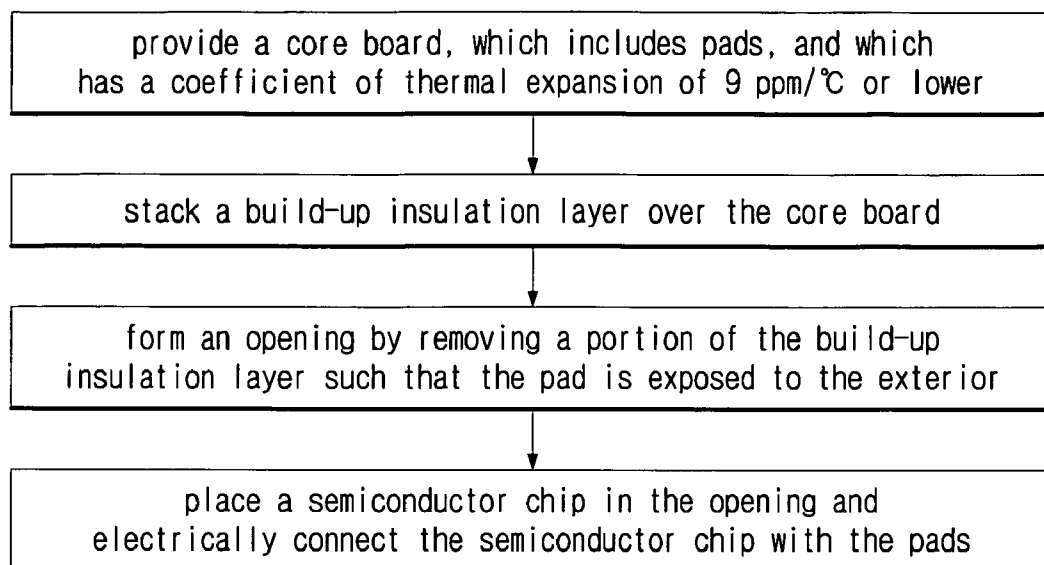 provide a core board, which includes pads, and which
has a coefficient of thermal expansion of 9 ppm/℃ or lower
stack a build-up insulation layer over the core board
form an opening by removing a portion of the build-up
insulation layer such that the pad is exposed to the exterior
place a semiconductor chip in the opening and
electrically connect the semiconductor chip with the pads